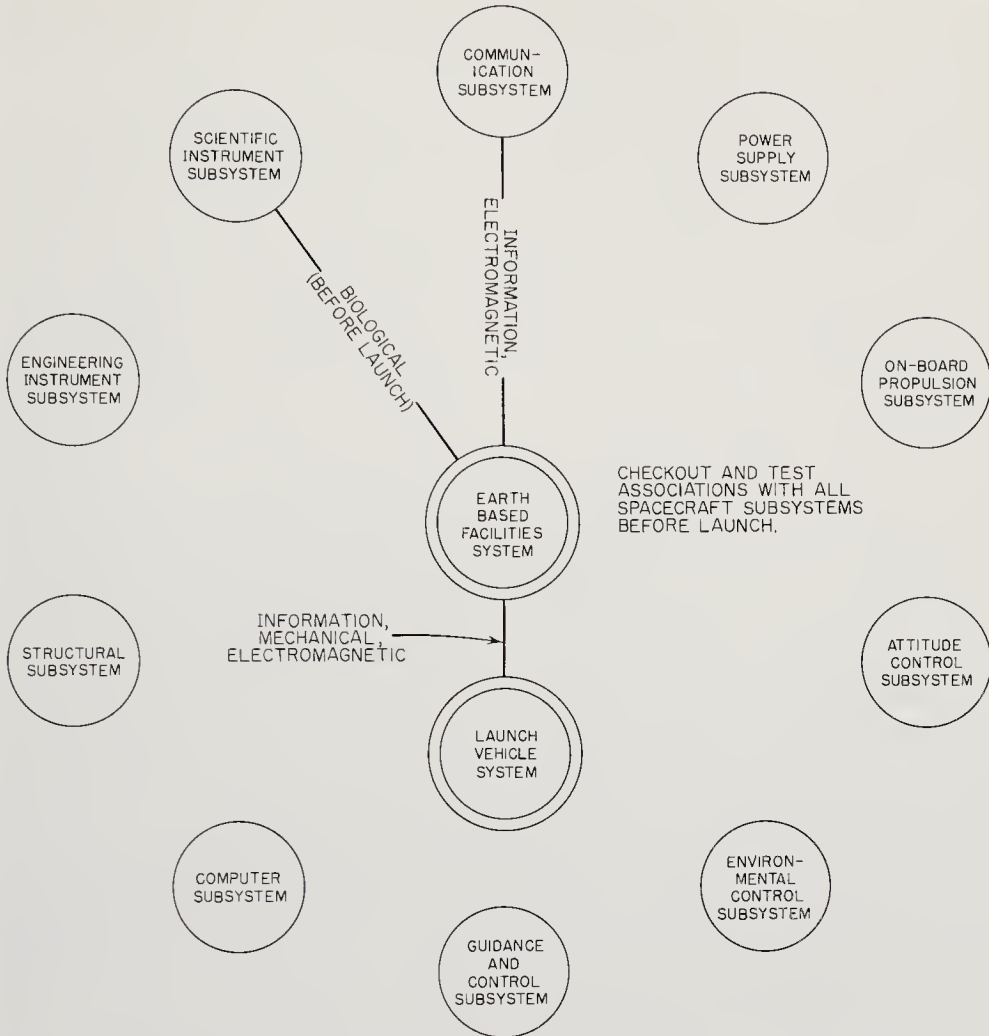 COMMUN-
ICATION
SUBSYSTEM
SCIENTIFIC
INSTRUMENT
SUBSYSTEM
POWER
SUPPLY
SUBSYSTEM
INFORMATION,
ELECTROMAGNETIC
BIOLOGICAL
(BEFORE LAUNCH)
ENGINEERING
INSTRUMENT
SUBSYSTEM
ON-BOARD
PROPULSION
SUBSYSTEM
EARTH
BASED
FACILITIES
SYSTEM
CHECKOUT AND TEST
ASSOCIATIONS WITH ALL
SPACECRAFT SUBSYSTEMS
BEFORE LAUNCH.
INFORMATION,
MECHANICAL,
ELECTROMAGNETIC
STRUCTURAL
SUBSYSTEM
ATTITUDE
CONTROL
SUBSYSTEM
LAUNCH
VEHICLE
SYSTEM
COMPUTER
SUBSYSTEM
ENVIRON-
MENTAL
CONTROL
SUBSYSTEM
GUIDANCE
AND
CONTROL
SUBSYSTEM